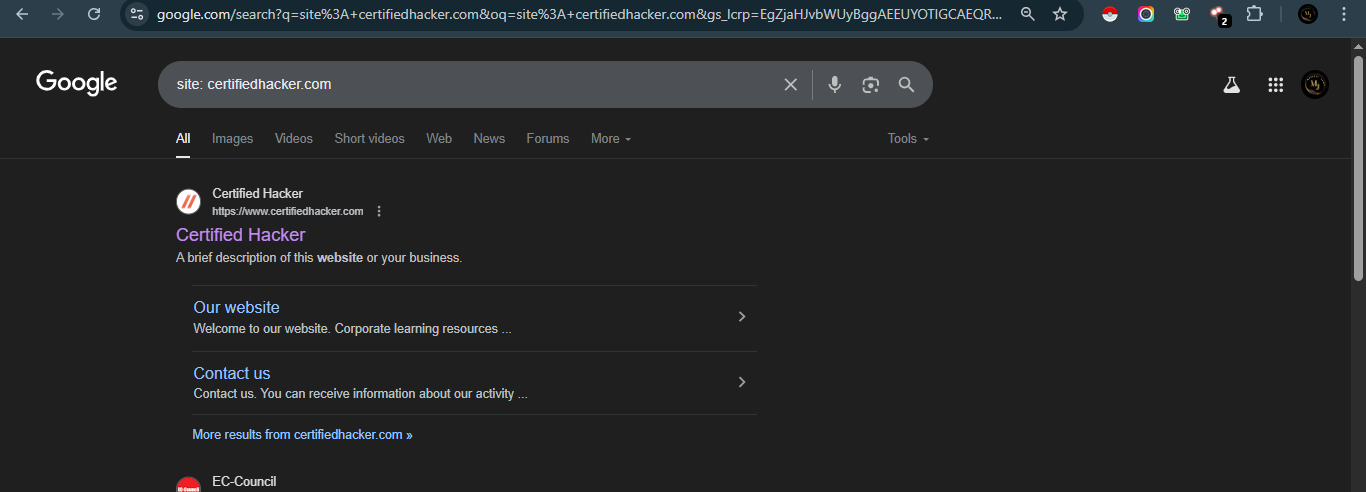 google.com/search?q=site%3A+certifiedhacker.com&oq=site%3A+certifiedhacker.com&gs_lcrp=EgZjaHJvbWUyBggAEEUYOTIGCAEQR...
2
Google
site: certifiedhacker.com
All Images Videos Short videos Web News Forums More Tools
Certified Hacker
https://www.certifiedhacker.com
Certified Hacker
A brief description of this website or your business.
Our website
Welcome to our website. Corporate learning resources ...
Contact us
Contact us. You can receive information about our activity ...
More results from certifiedhacker.com »
EC-Council
EC-Council